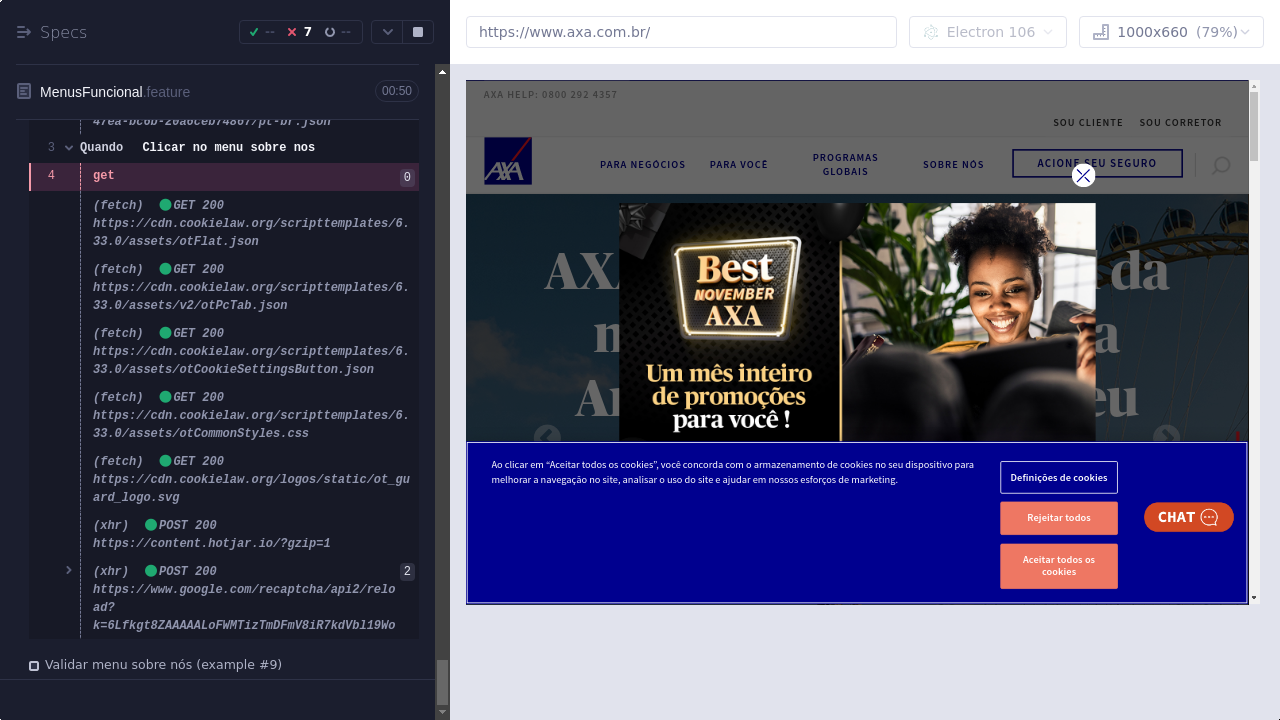 Specs
-- 7 --
https://www.axa.com.br/
Electron 106
1000x660 (79%)
MenusFuncional.feature
00:50
47ea-bc6b-20a6ceb74867/pt-br.json
3 Quando Clicar no menu sobre nos
4 get 0
(fetch) GET 200
https://cdn.cookielaw.org/scripttemplates/6.
33.0/assets/otFlat.json
(fetch) GET 200
https://cdn.cookielaw.org/scripttemplates/6.
33.0/assets/v2/otPcTab.json
(fetch) GET 200
https://cdn.cookielaw.org/scripttemplates/6.
33.0/assets/otCookieSettingsButton.json
(fetch) GET 200
https://cdn.cookielaw.org/scripttemplates/6.
33.0/assets/otCommonStyles.css
(fetch) GET 200
https://cdn.cookielaw.org/logos/static/ot_gu
ard_logo.svg
(xhr) POST 200
https://content.hotjar.io/?gzip=1
(xhr) POST 200 2
https://www.google.com/recaptcha/api2/relo
ad?
k=6Lfkgt8ZAAAAALoFWMTizTmDFmV8iR7kdVbl19Wo
Validar menu sobre nós (example #9)
AXA HELP: 0800 292 4357
SOU CLIENTE SOU CORRETOR
AXA
PARA NEGÓCIOS
PARA VOCÊ
PROGRAMAS
GLOBAIS
SOBRE NÓS
ACIONE SEU SEGURO
Best
NOVEMBER
AXA
Um mês inteiro
de promoções
para você !
Ao clicar em “Aceitar todos os cookies”, você concorda com o armazenamento de cookies no seu dispositivo para
melhorar a navegação no site, analisar o uso do site e ajudar em nossos esforços de marketing.
Definições de cookies
Rejeitar todos
Aceitar todos os
cookies
CHAT